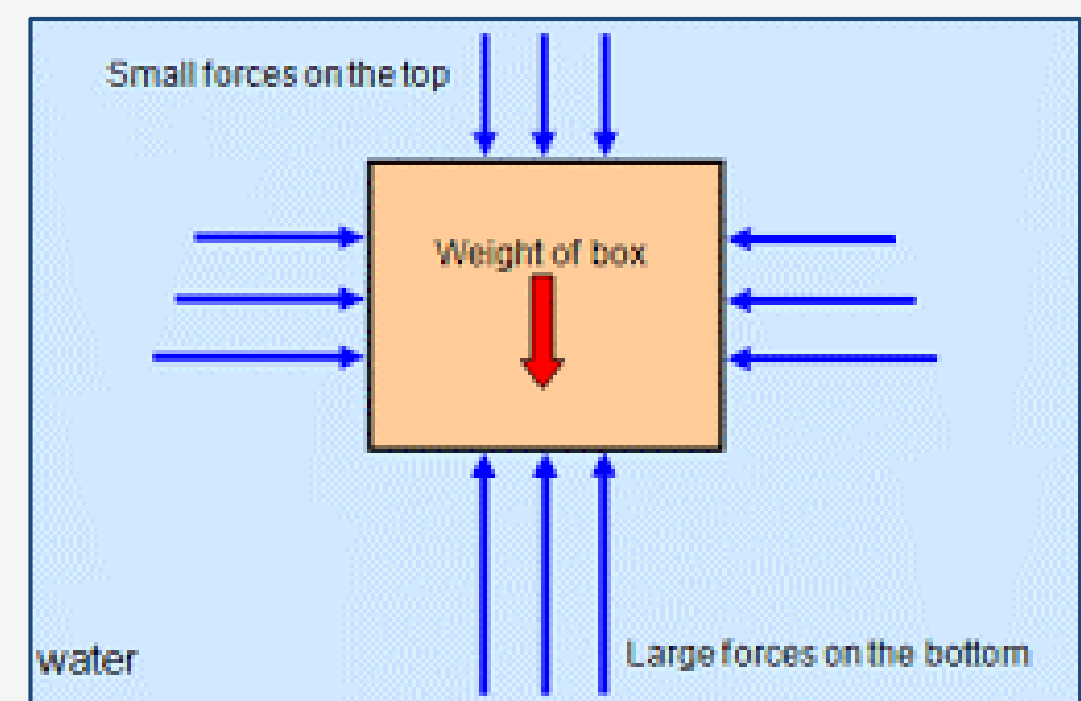 Small forces on the top
Weight of box
water
Large forces on the bottom